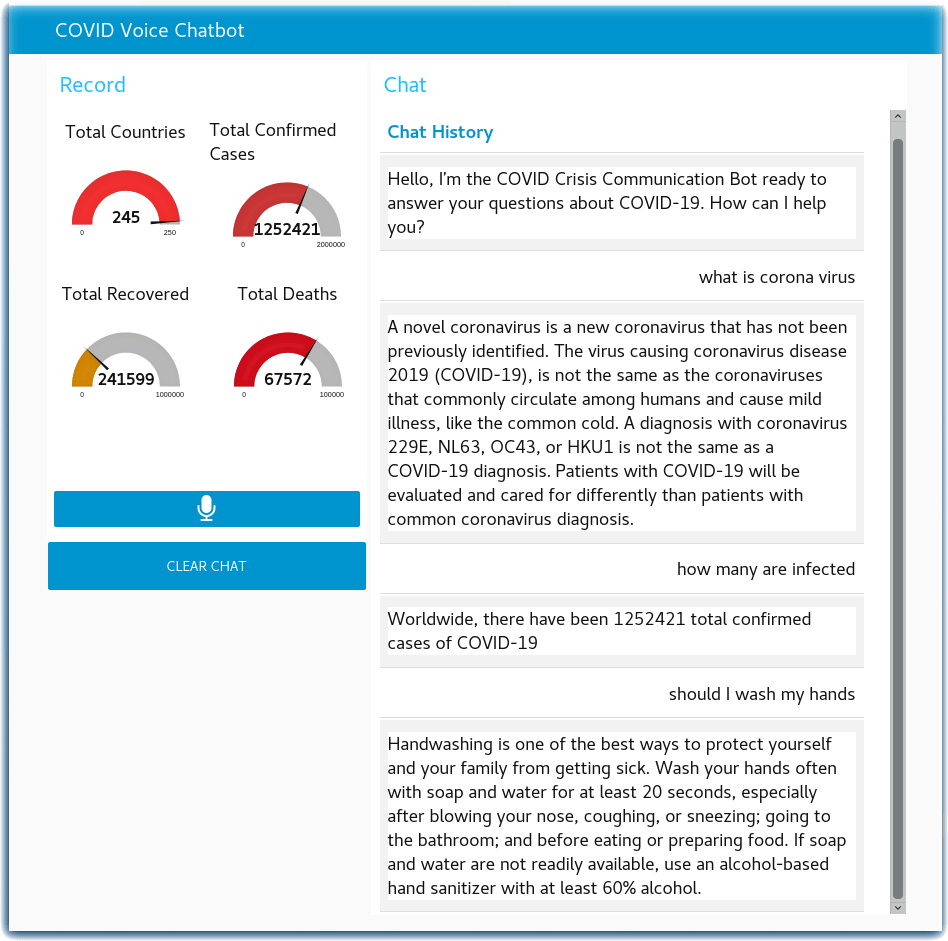 COVID Voice Chatbot
Record
Total Countries
245
0
250
Total Confirmed
Cases
1252421
0
2000000
Total Recovered
241599
0
1000000
Total Deaths
67572
0
100000
CLEAR CHAT
Chat
Chat History
Hello, I'm the COVID Crisis Communication Bot ready to
answer your questions about COVID-19. How can I help
you?
what is corona virus
A novel coronavirus is a new coronavirus that has not been
previously identified. The virus causing coronavirus disease
2019 (COVID-19), is not the same as the coronaviruses
that commonly circulate among humans and cause mild
illness, like the common cold. A diagnosis with coronavirus
229E, NL63, OC43, or HKU1 is not the same as a
COVID-19 diagnosis. Patients with COVID-19 will be
evaluated and cared for differently than patients with
common coronavirus diagnosis.
how many are infected
Worldwide, there have been 1252421 total confirmed
cases of COVID-19
should I wash my hands
Handwashing is one of the best ways to protect yourself
and your family from getting sick. Wash your hands often
with soap and water for at least 20 seconds, especially
after blowing your nose, coughing, or sneezing; going to
the bathroom; and before eating or preparing food. If soap
and water are not readily available, use an alcohol-based
hand sanitizer with at least 60% alcohol.